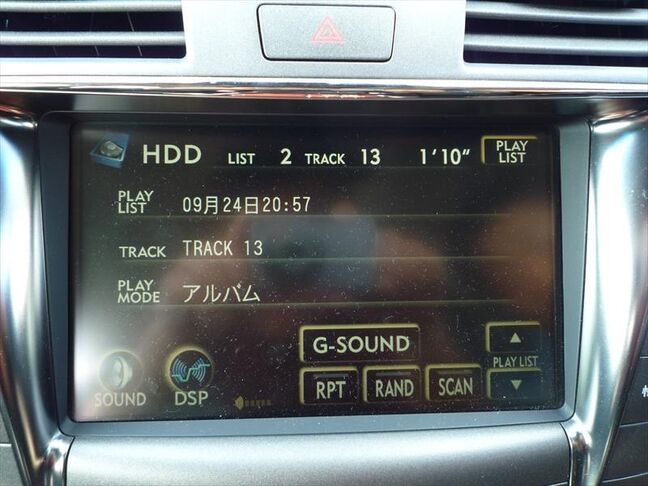 HDD LIST 2 TRACK 13 1'10" PLAY LIST
PLAY LIST 09月24日20:57
TRACK TRACK 13
PLAY MODE アルバム
G-SOUND
SOUND DSP RPT RAND SCAN PLAY LIST